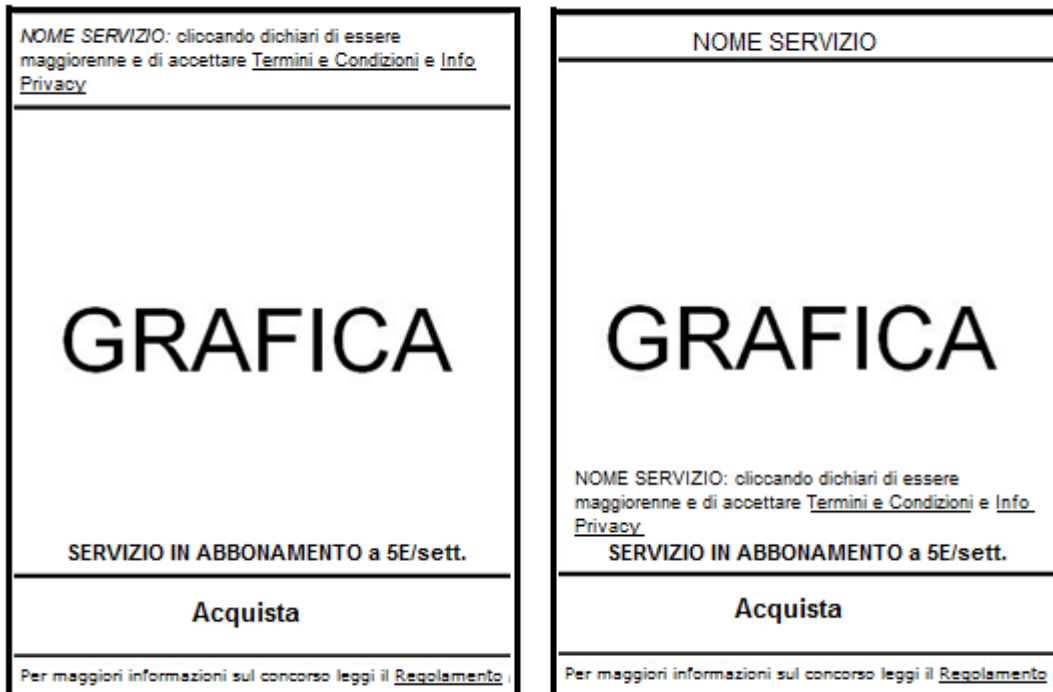 NOME SERVIZIO: cliccando dichiari di essere
maggiorenne e di accettare Termini e Condizioni e Info
Privacy
GRAFICA
SERVIZIO IN ABBONAMENTO a 5E/sett.
Acquista
Per maggiori informazioni sul concorso leggi il Regolamento
NOME SERVIZIO
GRAFICA
NOME SERVIZIO: cliccando dichiari di essere
maggiorenne e di accettare Termini e Condizioni e Info
Privacy
SERVIZIO IN ABBONAMENTO a 5E/sett.
Acquista
Per maggiori informazioni sul concorso leggi il Regolamento